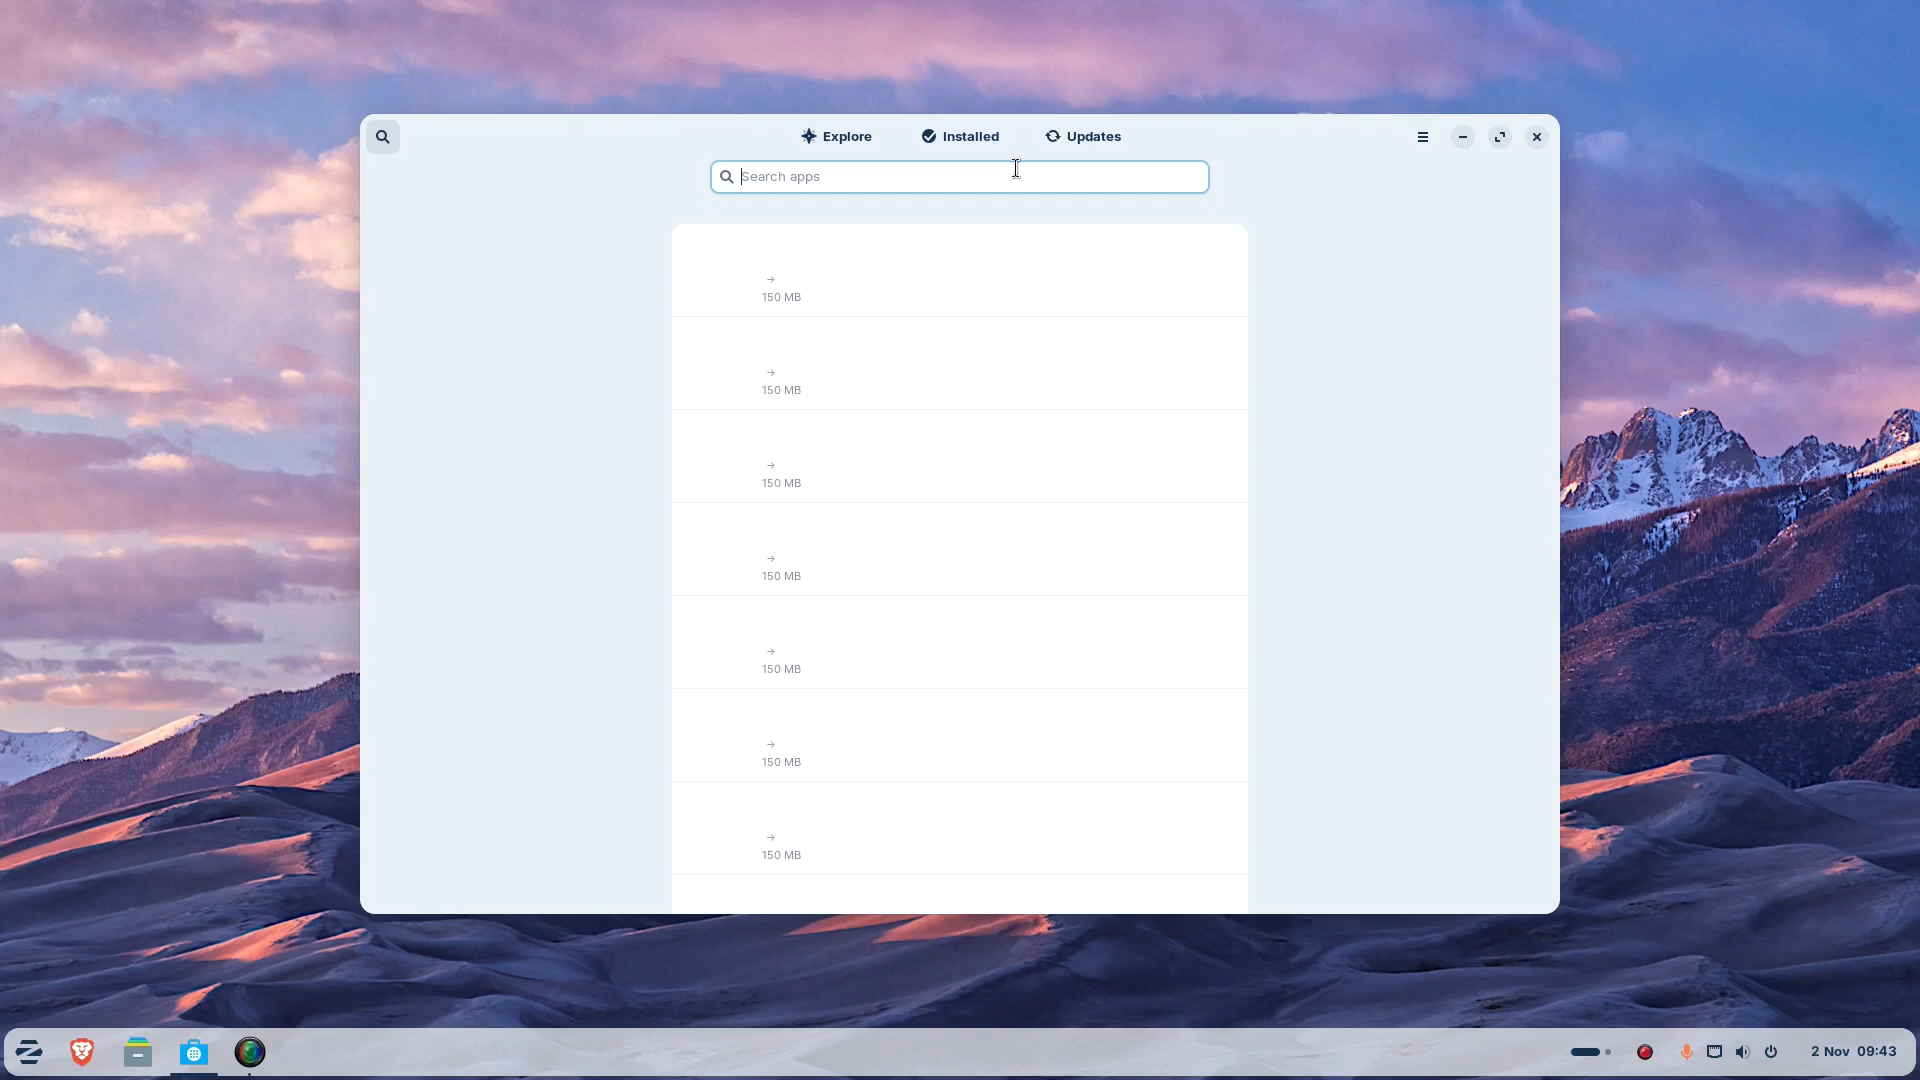 Explore Installed Updates
Search apps
→
150 MB
→
150 MB
→
150 MB
→
150 MB
→
150 MB
→
150 MB
→
150 MB
2 Nov 09:43